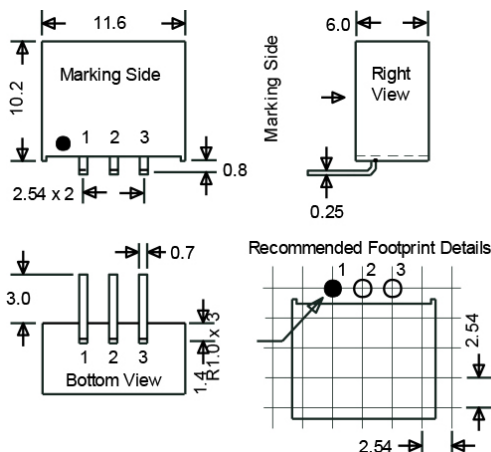 11.6
6.0
Marking Side
Marking Side
Right
View
10.2
1 2 3
0.8
2.54 x 2
0.25
0.7
Recommended Footprint Details
1 2 3
3.0
R1.0 x 3
1.4
1 2 3
Bottom View
2.54
2.54